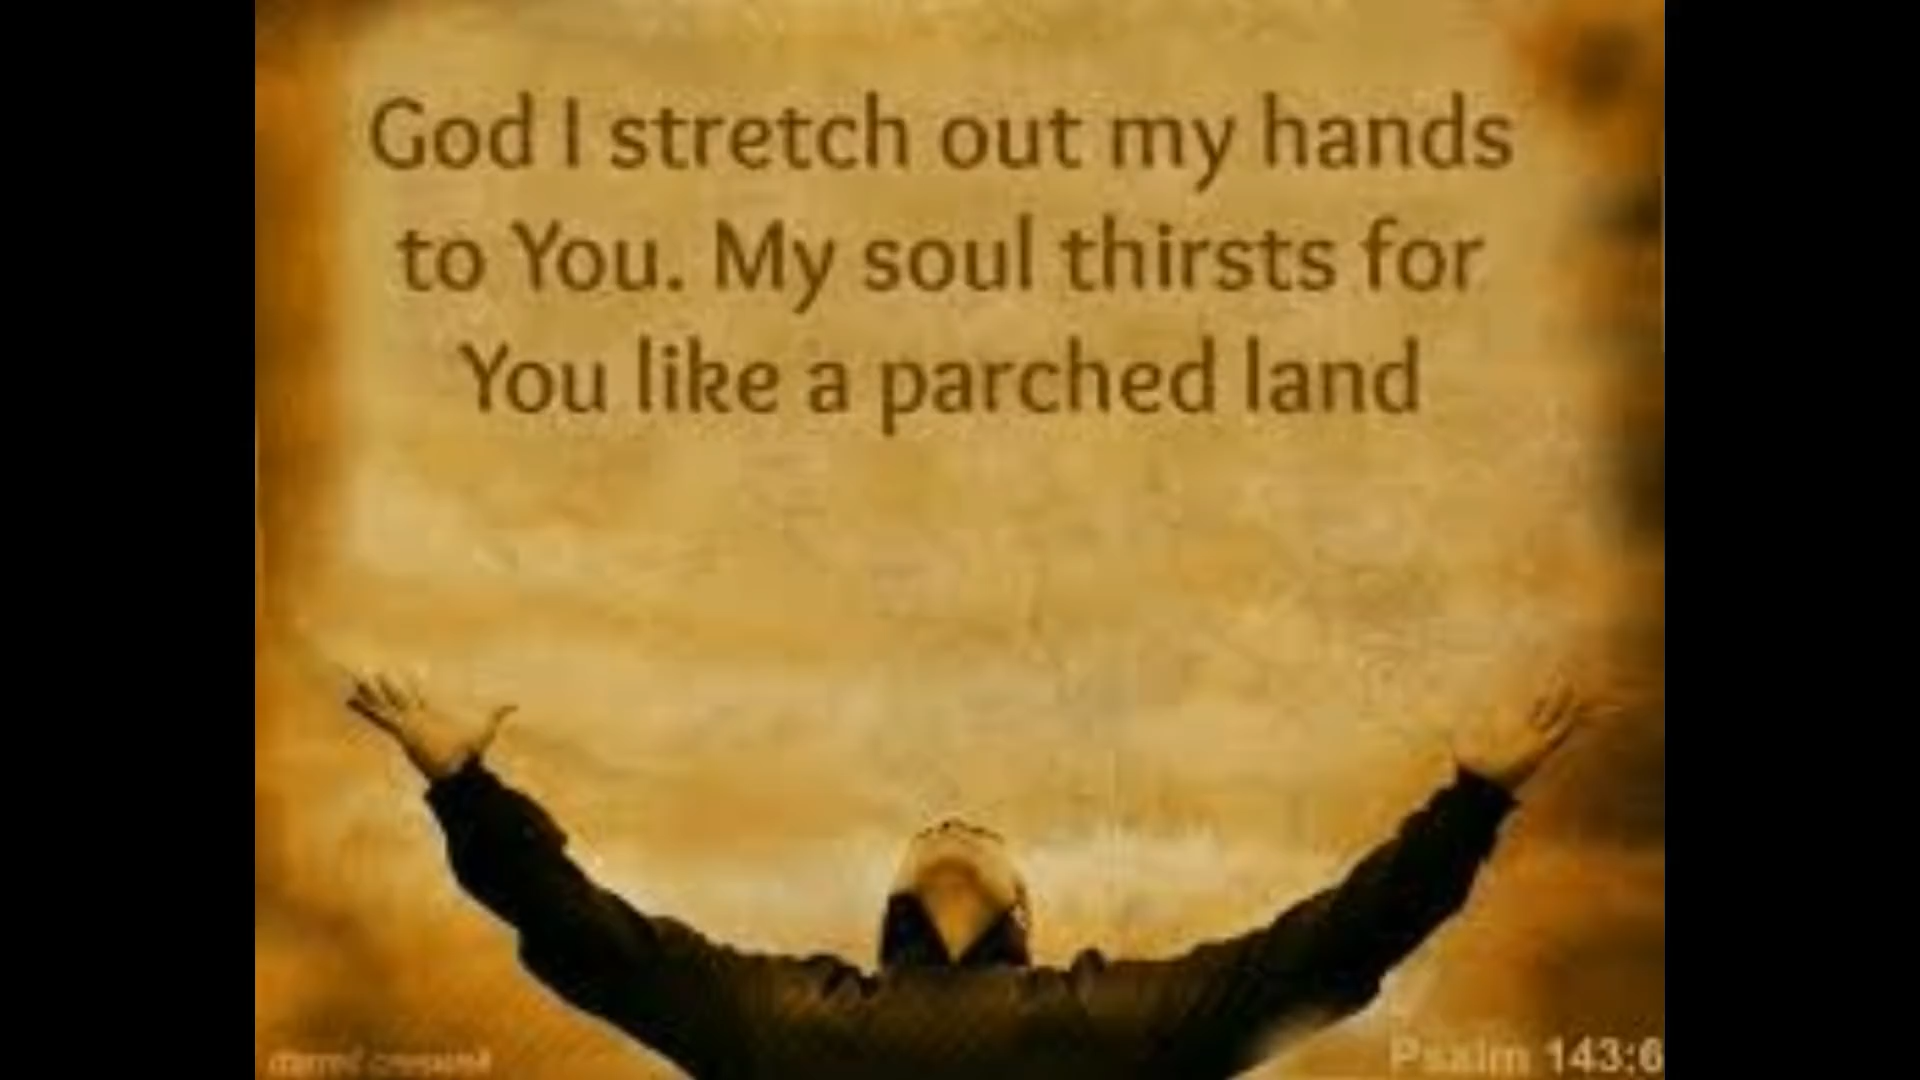 God I stretch out my hands
to You. My soul thirsts for
You like a parched land
Psalm 143:6